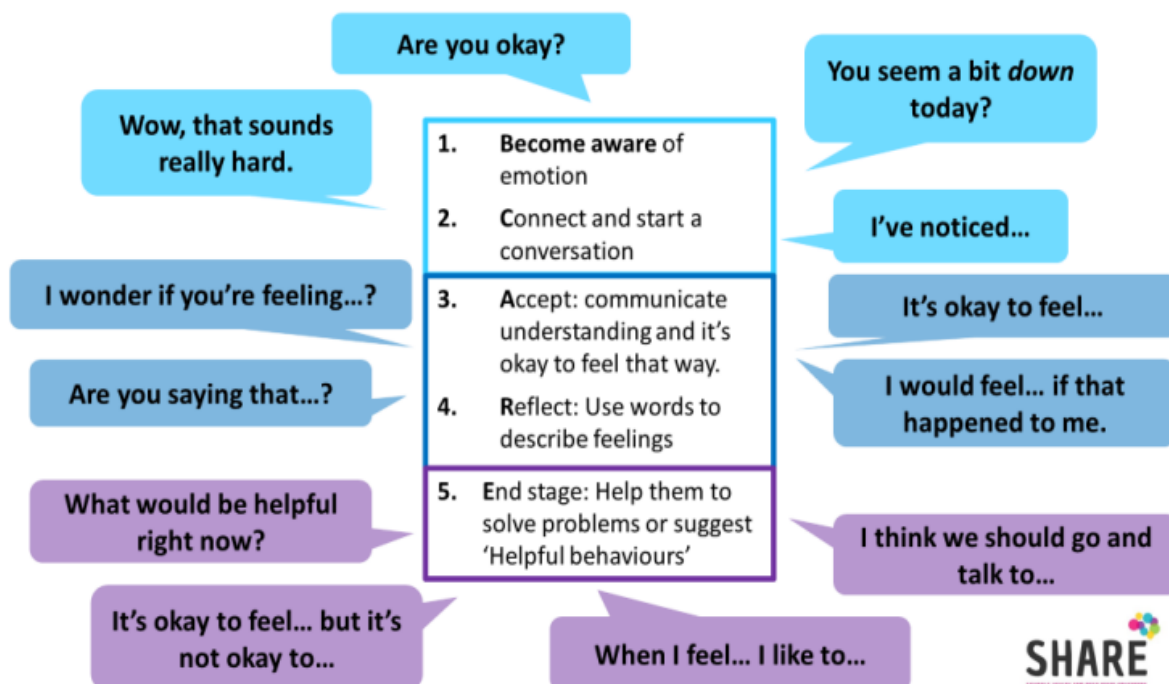 Are you okay?
You seem a bit down
today?
Wow, that sounds
really hard.
1. Become aware of
emotion
2. Connect and start a
conversation
I've noticed...
I wonder if you're feeling...?
3. Accept: communicate
understanding and it's
okay to feel that way.
It's okay to feel...
Are you saying that...?
4. Reflect: Use words to
describe feelings
I would feel... if that
happened to me.
What would be helpful
right now?
5. End stage: Help them to
solve problems or suggest
‘Helpful behaviours’
I think we should go and
talk to...
It's okay to feel... but it's
not okay to...
When I feel... I like to...
SHARE